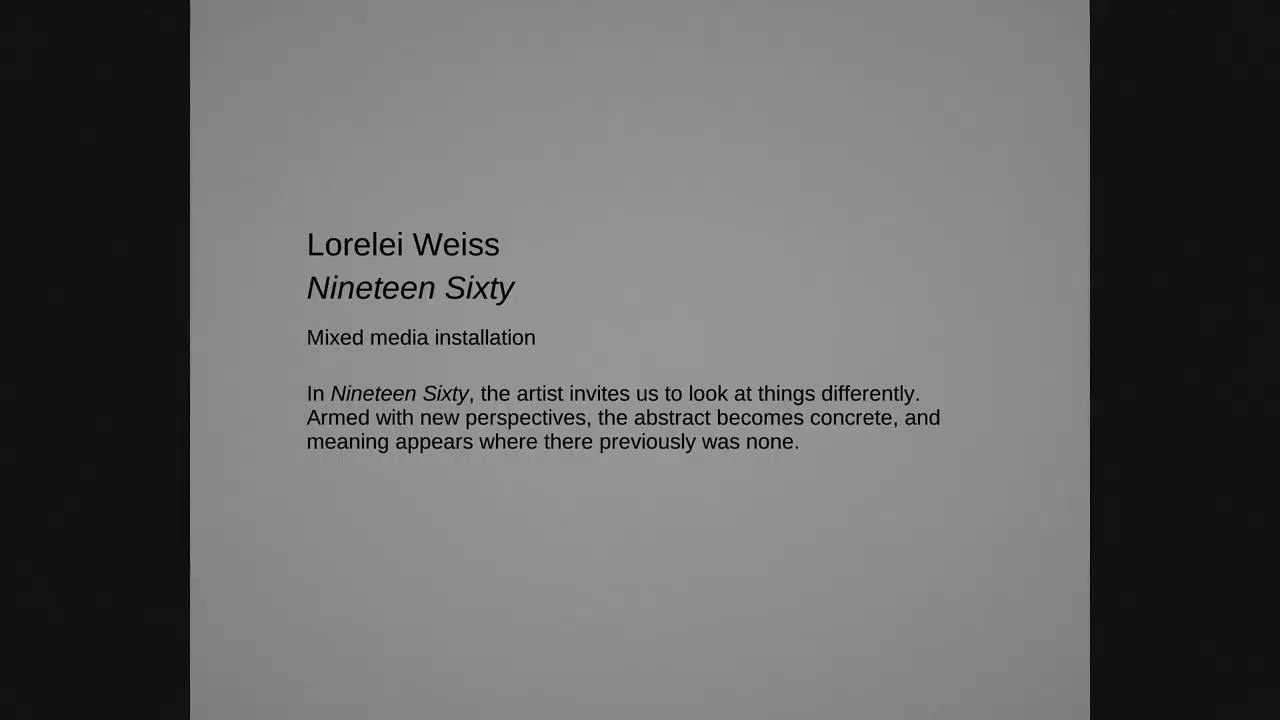 Lorelei Weiss
Nineteen Sixty
Mixed media installation
In Nineteen Sixty, the artist invites us to look at things differently.
Armed with new perspectives, the abstract becomes concrete, and
meaning appears where there previously was none.